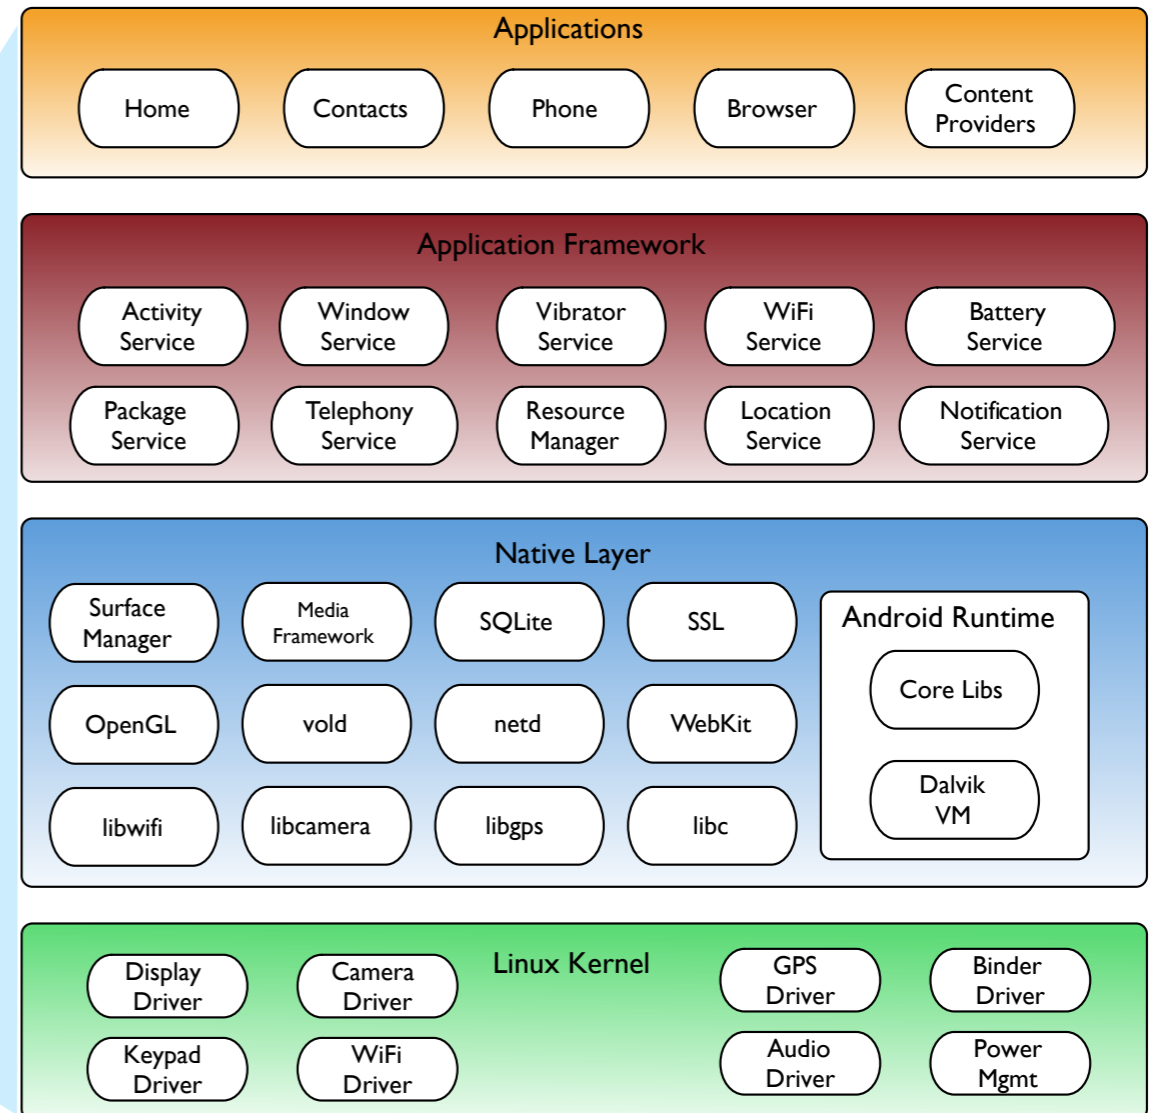 Applications
Home
Contacts
Phone
Browser
Content
Providers
Application Framework
Activity
Service
Window
Service
Vibrator
Service
WiFi
Service
Battery
Service
Package
Service
Telephony
Service
Resource
Manager
Location
Service
Notification
Service
Native Layer
Surface
Manager
Media
Framework
SQLite
SSL
OpenGL
vold
netd
WebKit
libwifi
libcamera
libgps
libc
Android Runtime
Core Libs
Dalvik
VM
Linux Kernel
Display
Driver
Camera
Driver
GPS
Driver
Binder
Driver
Keypad
Driver
WiFi
Driver
Audio
Driver
Power
Mgmt